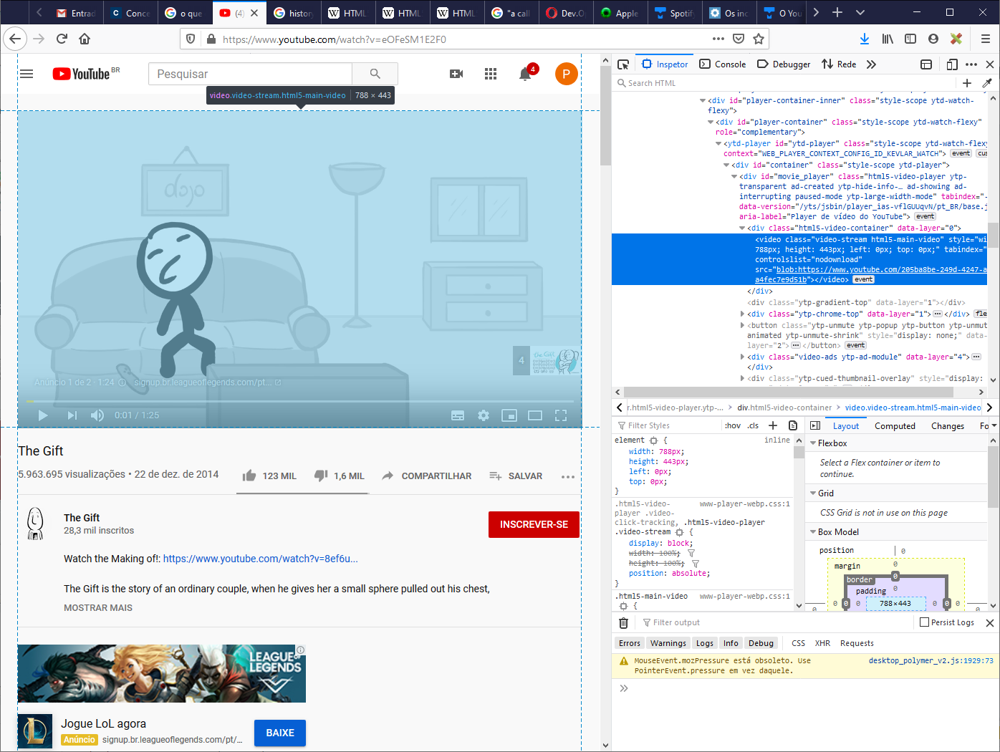 Entrad
Conce
o que
(4)
history
HTML
HTML
HTML
"a call
Dev.O
Apple
Spotif
Os inc
O You
https://www.youtube.com/watch?v=eOFeSM1E2F0
YouTube BR
Pesquisar
4
P
video.video-stream.html5-main-video 788 × 443
dojo
4
The Gift
Anúncio 1 de 2 · 1:24 signup.br.leagueoflegends.com/pt...
0:01 / 1:25
The Gift
5.963.695 visualizações • 22 de dez. de 2014
123 MIL
1,6 MIL
COMPARTILHAR
SALVAR
The Gift
28,3 mil inscritos
INSCREVER-SE
Watch the Making of!: https://www.youtube.com/watch?v=8ef6u...
The Gift is the story of an ordinary couple, when he gives her a small sphere pulled out his chest,
MOSTRAR MAIS
LEAGUE OF
LEGENDS
Jogue LoL agora
Anúncio signup.br.leagueoflegends.com/pt/...
BAIXE
Inspetor Console Debugger Rede
Search HTML
<div id="player-container-inner" class="style-scope ytd-watch-
flexy">
<div id="player-container" class="style-scope ytd-watch-flexy"
role="complementary">
<ytd-player id="ytd-player" class="style-scope ytd-watch-flexy
context="WEB_PLAYER_CONTEXT_CONFIG_ID_KEVLAR_WATCH"> event cus
<div id="container" class="style-scope ytd-player">
<div id="movie_player" class="html5-video-player ytp-
transparent ad-created ytp-hide-info-… ad-showing ad-
interrupting paused-mode ytp-large-width-mode" tabindex="-
data-version="/yts/jsbin/player_ias-vflGUUqvN/pt_BR/base.j
aria-label="Player de vídeo do YouTube"> event
<div class="html5-video-container" data-layer="0">
<video class="video-stream html5-main-video" style="wi
788px; height: 443px; left: 0px; top: 0px;" tabindex="
controlslist="nodownload"
src="blob:https://www.youtube.com/205ba8be-249d-4247-a
a4fec7e9d51b"></video> event
</div>
<div class="ytp-gradient-top" data-layer="1"></div>
<div class="ytp-chrome-top" data-layer="1">…</div> fle
<button class="ytp-unmute ytp-popup ytp-button ytp-unmut
animated ytp-unmute-shrink" style="display: none;" data-
layer="2">…</button> event
<div class="video-ads ytp-ad-module" data-layer="4">…
</div>
<div class="ytp-cued-thumbnail-overlay" style="display:
r.html5-video-player.ytp-... div.html5-video-container video.video-stream.html5-main-video
Filter Styles :hov .cls
Layout Computed Changes Fo
element { inline
width: 788px;
height: 443px;
left: 0px;
top: 0px;
}
.html5-video- www-player-webp.css:1
player .video-
click-tracking, .html5-video-player
.video-stream {
display: block;
width: 100%;
height: 100%;
position: absolute;
}
.html5-main-video www-player-webp.css:1
{
Flexbox
Select a Flex container or item to
continue.
Grid
CSS Grid is not in use on this page
Box Model
position 0
margin 0
border 0
padding 0
0 0 0 0 788×443 0 0 0 0
Filter output
Persist Logs
Errors Warnings Logs Info Debug CSS XHR Requests
MouseEvent.mozPressure está obsoleto. Use desktop_polymer_v2.js:1929:73
PointerEvent.pressure em vez daquele.